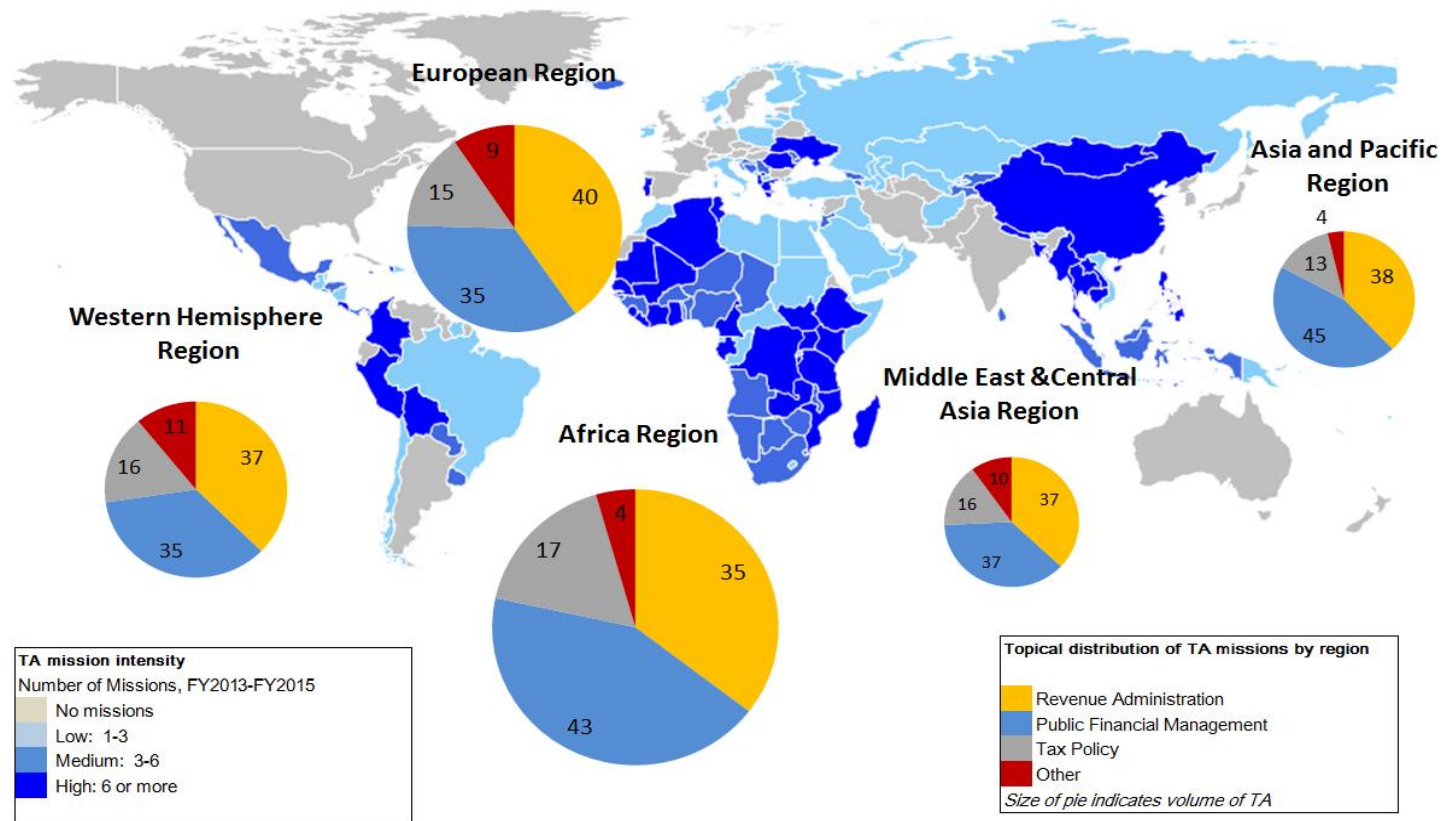 European Region
9
40
15
35
Asia and Pacific
Region
4
13
38
45
Western Hemisphere
Region
11
37
16
35
Africa Region
4
35
17
43
Middle East &Central
Asia Region
10
37
16
37
TA mission intensity
Number of Missions, FY2013-FY2015
No missions
Low: 1-3
Medium: 3-6
High: 6 or more
Topical distribution of TA missions by region
Revenue Administration
Public Financial Management
Tax Policy
Other
Size of pie indicates volume of TA